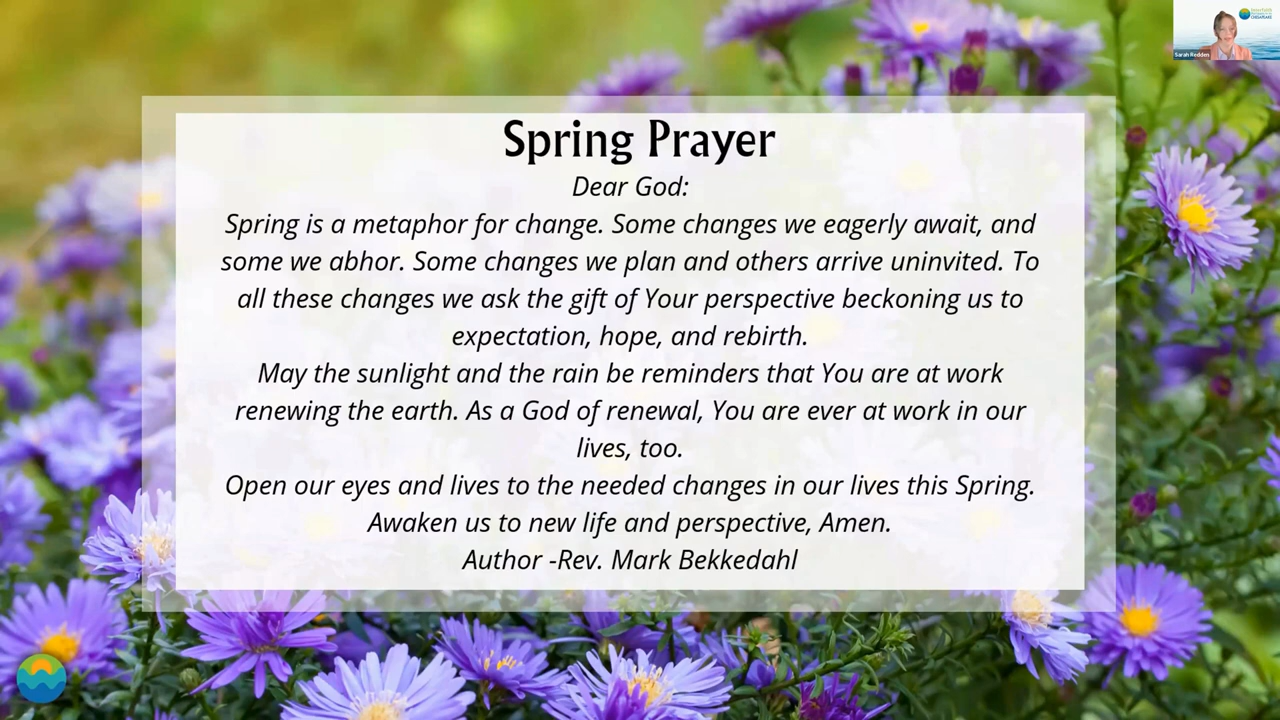 Spring Prayer
Dear God:
Spring is a metaphor for change. Some changes we eagerly await, and
some we abhor. Some changes we plan and others arrive uninvited. To
all these changes we ask the gift of Your perspective beckoning us to
expectation, hope, and rebirth.
May the sunlight and the rain be reminders that You are at work
renewing the earth. As a God of renewal, You are ever at work in our
lives, too.
Open our eyes and lives to the needed changes in our lives this Spring.
Awaken us to new life and perspective, Amen.
Author -Rev. Mark Bekkedahl
CHESAPEAKE
Sarah Redden